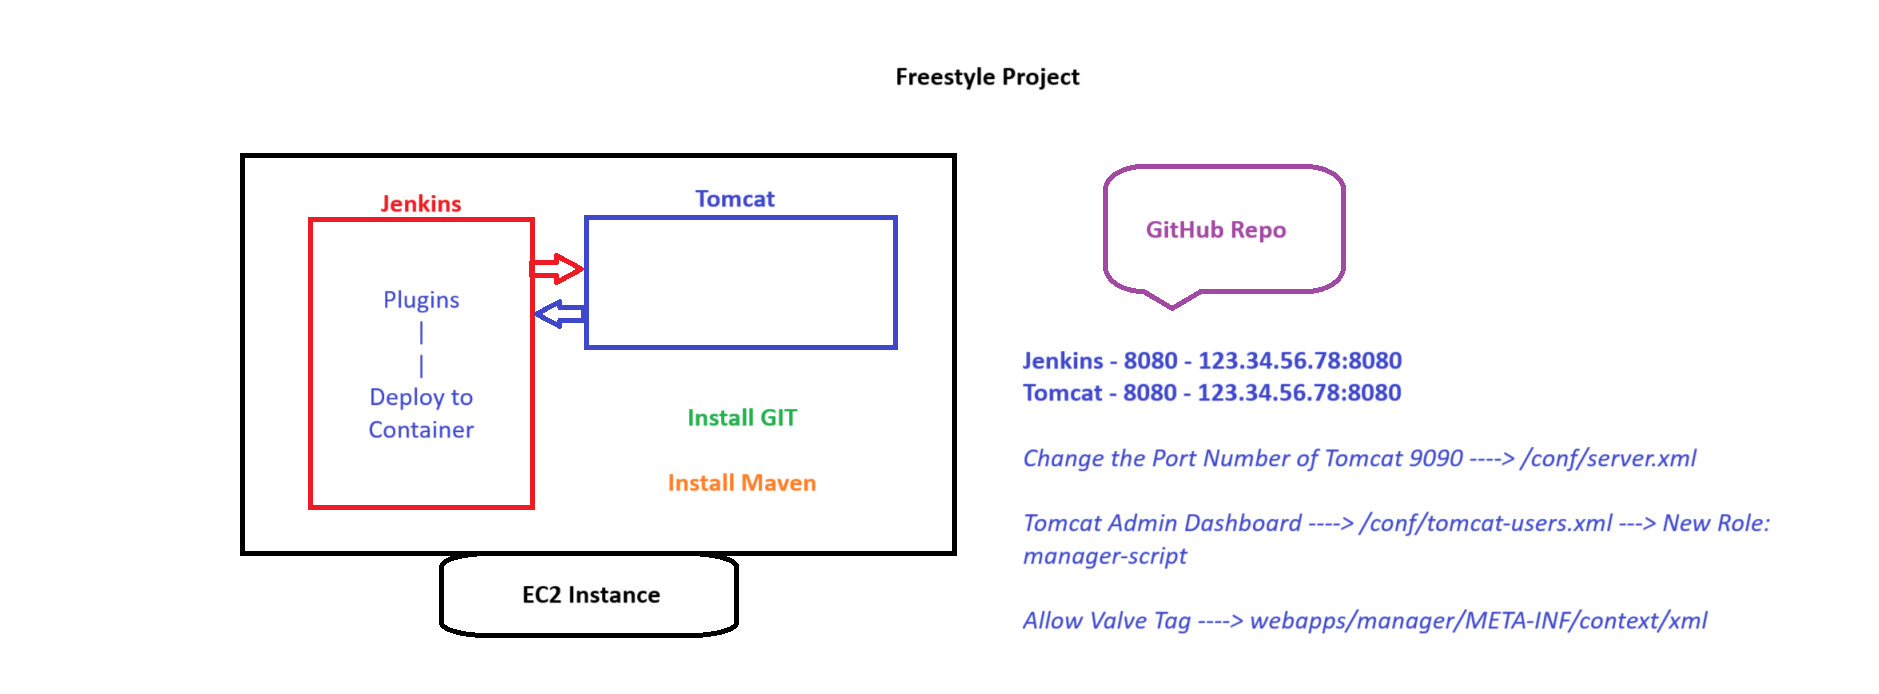 Freestyle Project
Jenkins
Tomcat
Plugins
|
|
Deploy to
Container
Install GIT
Install Maven
EC2 Instance
GitHub Repo
Jenkins - 8080 - 123.34.56.78:8080
Tomcat - 8080 - 123.34.56.78:8080
Change the Port Number of Tomcat 9090 ----> /conf/server.xml
Tomcat Admin Dashboard ----> /conf/tomcat-users.xml ---> New Role:
manager-script
Allow Valve Tag ----> webapps/manager/META-INF/context/xml